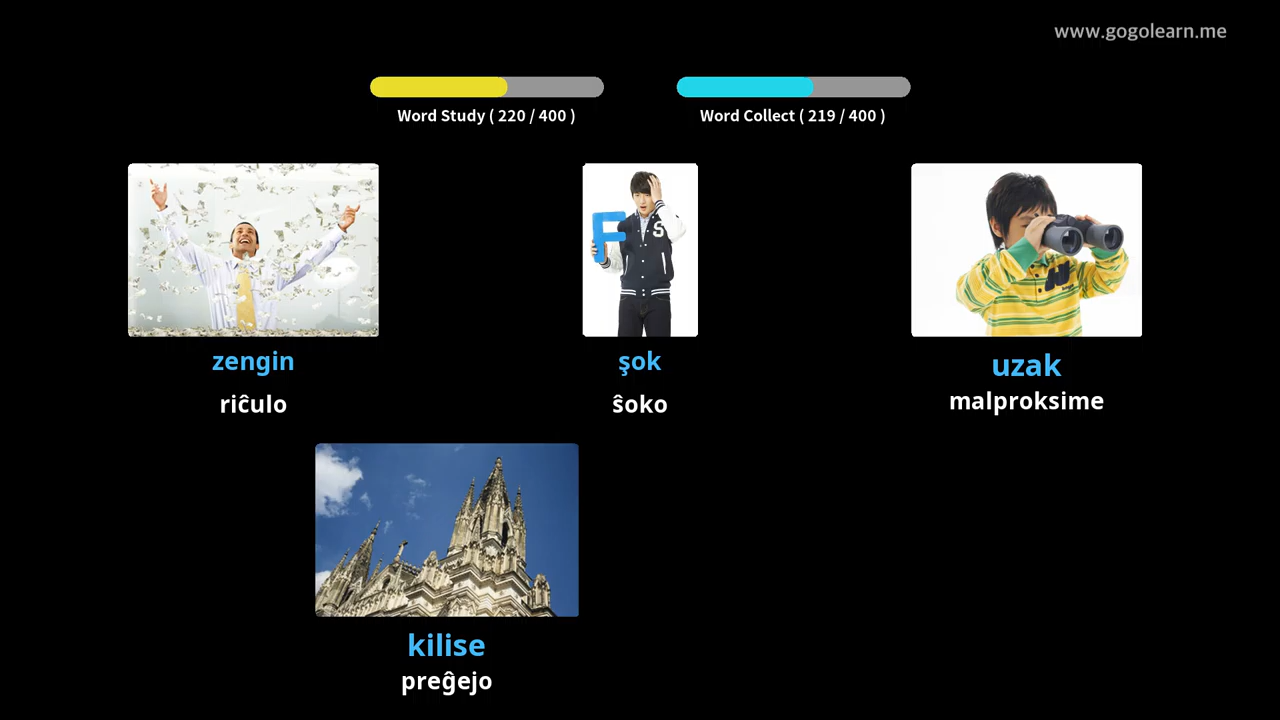 www.gogolearn.me
Word Study ( 220 / 400 )
Word Collect ( 219 / 400 )
F
S
zengin
riĉulo
şok
ŝoko
uzak
malproksime
kilise
preĝejo